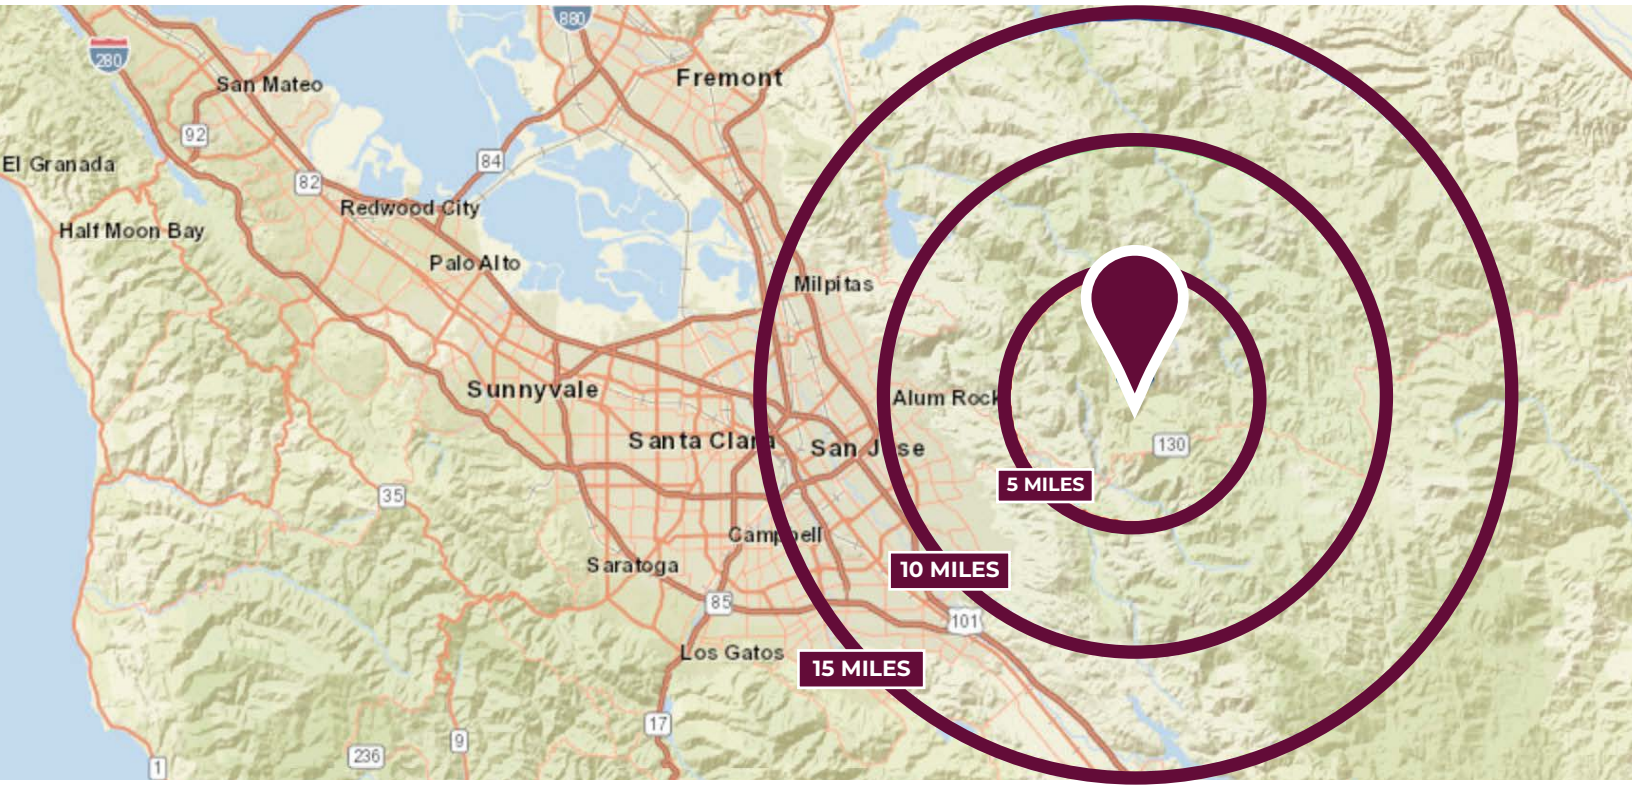 880
280
San Mateo
Fremont
92
El Granada
84
82
Redwood City
Half Moon Bay
Palo Alto
Milpitas
Sunnyvale
Alum Rock
Santa Clara
San Jose
130
5 MILES
35
Campbell
Saratoga
10 MILES
85
101
Los Gatos
15 MILES
17
9
236
1